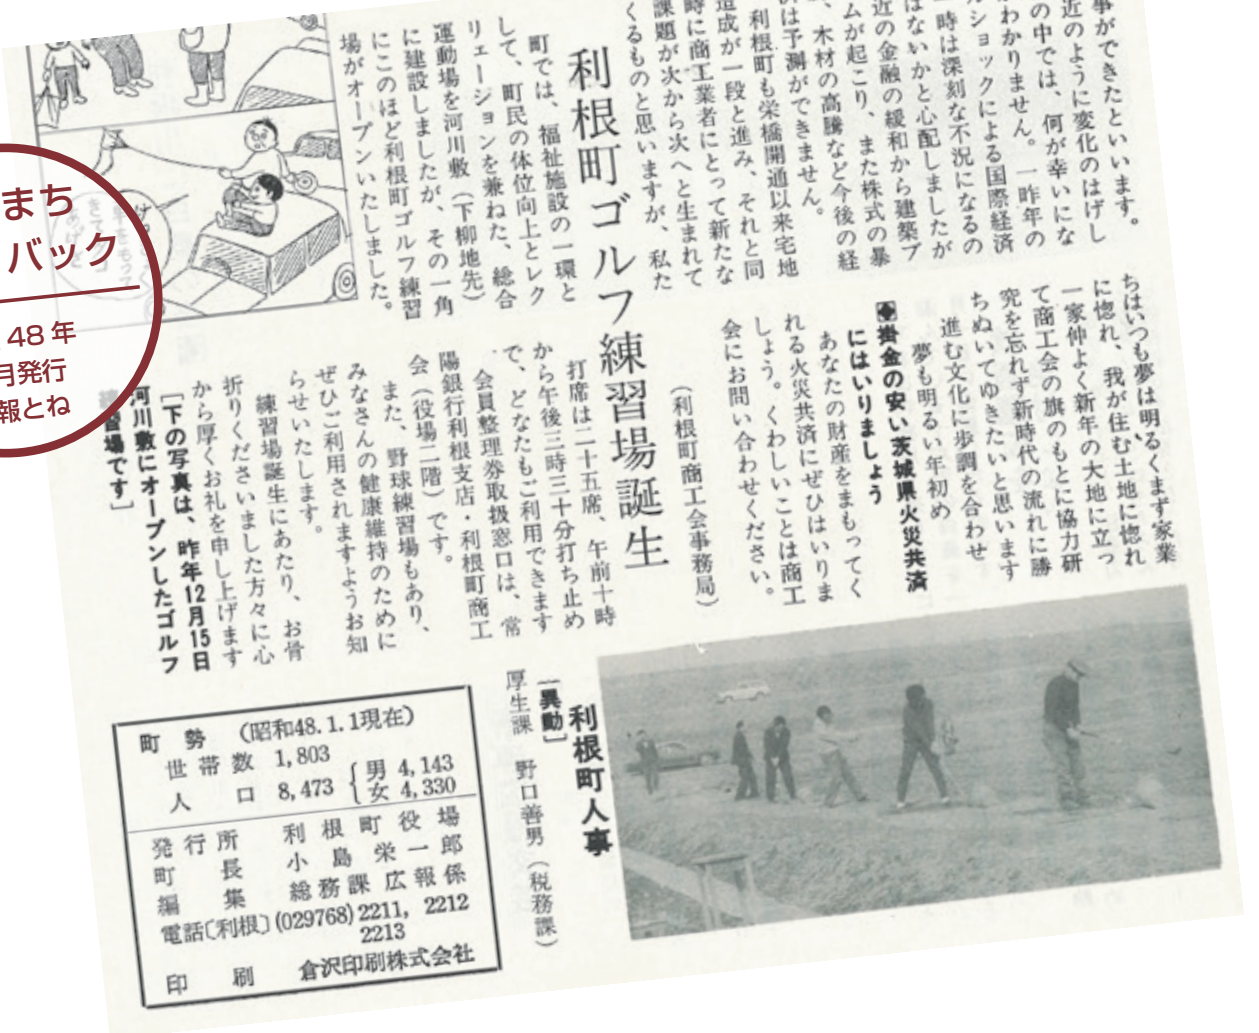 事ができたといいます。
近のように変化のはげし
の中では、何が幸いにな
わかりません。一昨年の
ショックによる国際経済
時は深刻な不況になるの
はないかと心配しましたが
近の金融の緩和から建築ブ
ムが起こり、また株式の暴
、木材の高騰など今後の経
は予測ができません。
利根町も栄橋開通以来宅地
造成が一段と進み、それと同
時に商工業者にとって新たな
課題が次から次へと生まれて
くるものと思いますが、私た
ちはいつも夢は明るくまず家業
に惚れ、我が住む土地に惚れ
一家仲よく新年の大地に立っ
て商工会の旗のもとに協力研
究を忘れず新時代の流れに勝
ちぬいてゆきたいと思います
進む文化に歩調を合わせ
夢も明るい年初め
◆掛金の安い茨城県火災共済
にはいりましょう
あなたの財産をまもってく
れる火災共済にぜひはいりま
しょう。くわしいことは商工
会にお問い合わせください。
(利根町商工会事務局)
利根町ゴルフ練習場誕生
町では、福祉施設の一環と
して、町民の体位向上とレク
リェーションを兼ねた、総合
運動場を河川敷(下柳地先)
に建設しましたが、その一角
にこのほど利根町ゴルフ練習
場がオープンいたしました。
打席は二十五席、午前十時
から午後三時三十分打ち止め
で、どなたもご利用できます
会員整理券取扱窓口は、常
陽銀行利根支店・利根町商工
会(役場二階)です。
また、野球練習場もあり、
みなさんの健康維持のために
ぜひご利用されますようお知
らせいたします。
練習場誕生にあたり、お骨
折りくださいました方々に心
から厚くお礼を申し上げます
[下の写真は、昨年12月15日
河川敷にオープンしたゴルフ
習場です]
まち
バック
48年
月発行
報とね
利根町人事
[異動]
厚生課 野口善男(税務課)
町勢 (昭和48.1.1現在)
世帯数 1,803
人口 8,473 { 男 4,143
女 4,330
発行所 利根町役場
町長 小島栄一郎
編集 総務課広報係
電話〔利根〕(029768)2211, 2212
2213
印刷 倉沢印刷株式会社